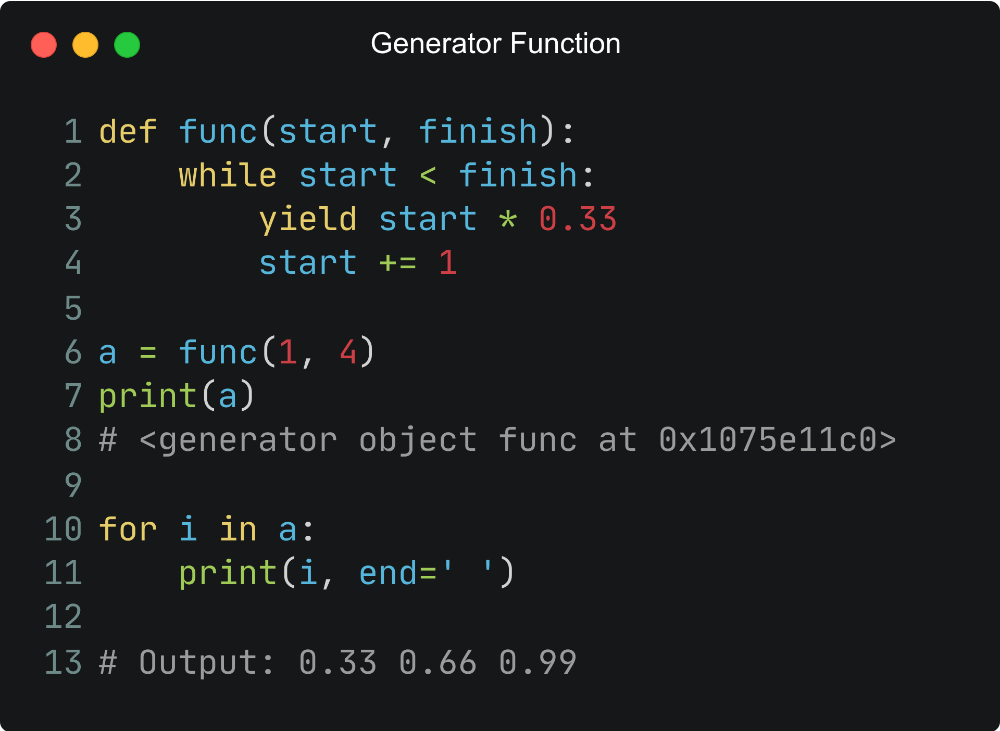 Generator Function
1 def func(start, finish):
2     while start < finish:
3         yield start * 0.33
4         start += 1
5
6 a = func(1, 4)
7 print(a)
8 # <generator object func at 0x1075e11c0>
9
10 for i in a:
11     print(i, end=' ')
12
13 # Output: 0.33 0.66 0.99